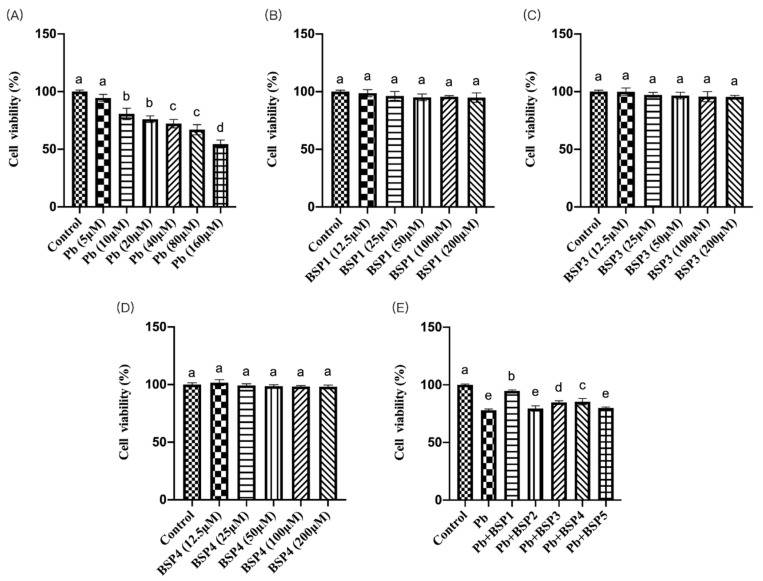 (A)
Cell viability (%)
150
100
50
0
a a b b c c d
Control
Pb (5μM)
Pb (10μM)
Pb (20μM)
Pb (40μM)
Pb (80μM)
Pb (160μM)
(B)
Cell viability (%)
150
100
50
0
a a a a a a
Control
BSP1 (12.5μM)
BSP1 (25μM)
BSP1 (50μM)
BSP1 (100μM)
BSP1 (200μM)
(C)
Cell viability (%)
150
100
50
0
a a a a a a
Control
BSP3 (12.5μM)
BSP3 (25μM)
BSP3 (50μM)
BSP3 (100μM)
BSP3 (200μM)
(D)
Cell viability (%)
150
100
50
0
a a a a a a
Control
BSP4 (12.5μM)
BSP4 (25μM)
BSP4 (50μM)
BSP4 (100μM)
BSP4 (200μM)
(E)
Cell viability (%)
150
100
50
0
a e b e d c e
Control
Pb
Pb+BSP1
Pb+BSP2
Pb+BSP3
Pb+BSP4
Pb+BSP5